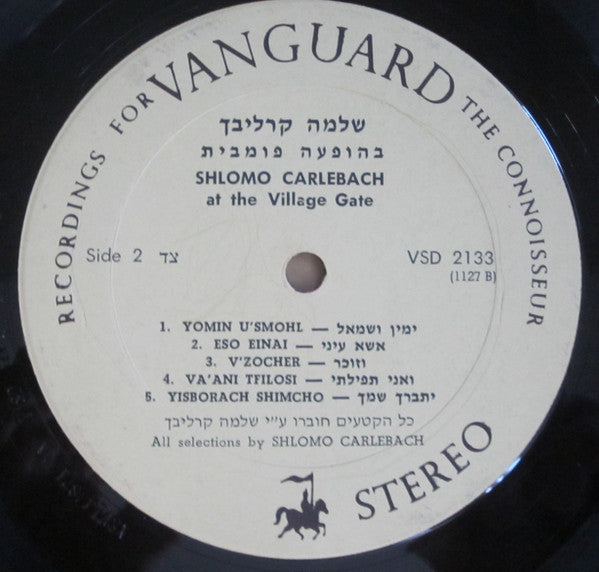 RECORDINGS FOR VANGUARD THE CONNOISSEUR
שלמה קרליבך
בהופעה פומבית
SHLOMO CARLEBACH
at the Village Gate
Side 2 צד
VSD 2133
(1127 B)
1. YOMIN U'SMOHL — ימין ושמאל
2. ESO EINAI — אשא עיני
3. V'ZOCHER — וזוכר
4. VA'ANI TFILOSI — ואני תפילתי
5. YISBORACH SHIMCHO — יתברך שמך
כל הקטעים חוברו ע״י שלמה קרליבך
All selections by SHLOMO CARLEBACH
STEREO